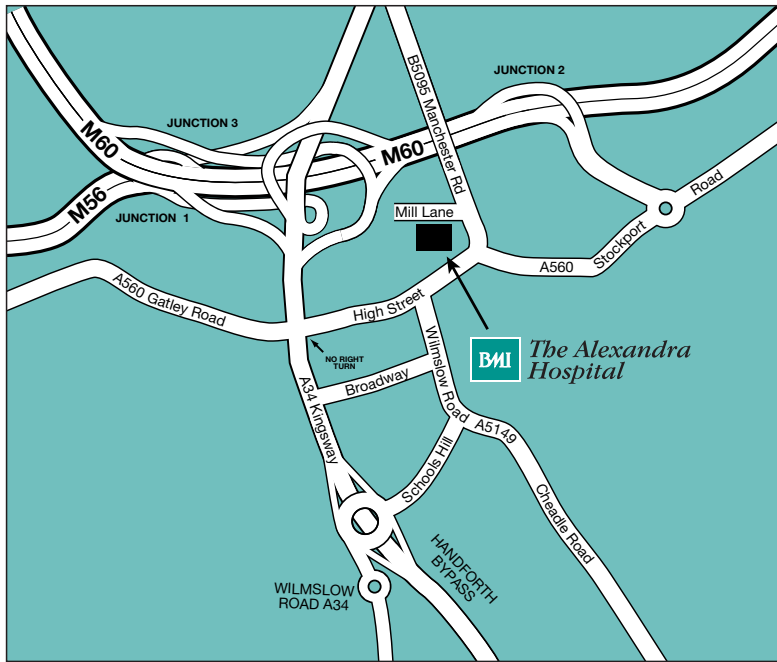 B5095 Manchester Rd
JUNCTION 2
JUNCTION 3
M60
M60
M56
JUNCTION 1
Road
Stockport
Mill Lane
A560
A560 Gatley Road
High Street
NO RIGHT
TURN
BMI
The Alexandra
Hospital
Wilmslow Road
Broadway
A34 Kingsway
A5149
Schools Hill
Cheadle Road
HANDFORTH
BYPASS
WILMSLOW
ROAD A34